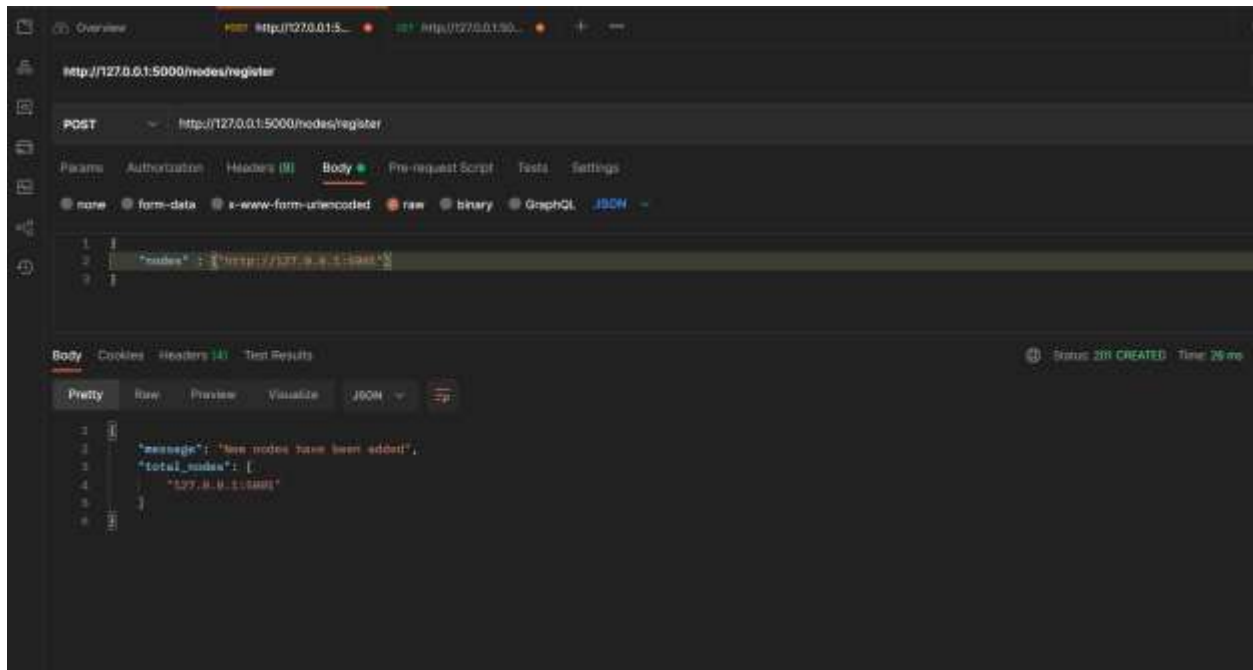 Overview POST http://127.0.0.1:5... GET http://127.0.0.1:50...
http://127.0.0.1:5000/nodes/register
POST http://127.0.0.1:5000/nodes/register
Params Authorization Headers (9) Body Pre-request Script Tests Settings
none form-data x-www-form-urlencoded raw binary GraphQL JSON
1 {
2 "nodes" : ["http://127.0.0.1:5001"]
3 }
Body Cookies Headers (4) Test Results Status: 201 CREATED Time: 26 ms
Pretty Raw Preview Visualize JSON
1 {
2 "message": "New nodes have been added",
3 "total_nodes": [
4 "127.0.0.1:5001"
5 ]
6 }